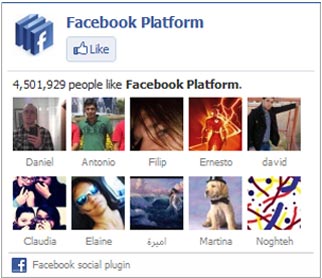 Facebook Platform
Like
4,501,929 people like Facebook Platform.
Daniel Antonio Filip Ernesto david
Claudia Elaine اميرة Martina Noghteh
Facebook social plugin